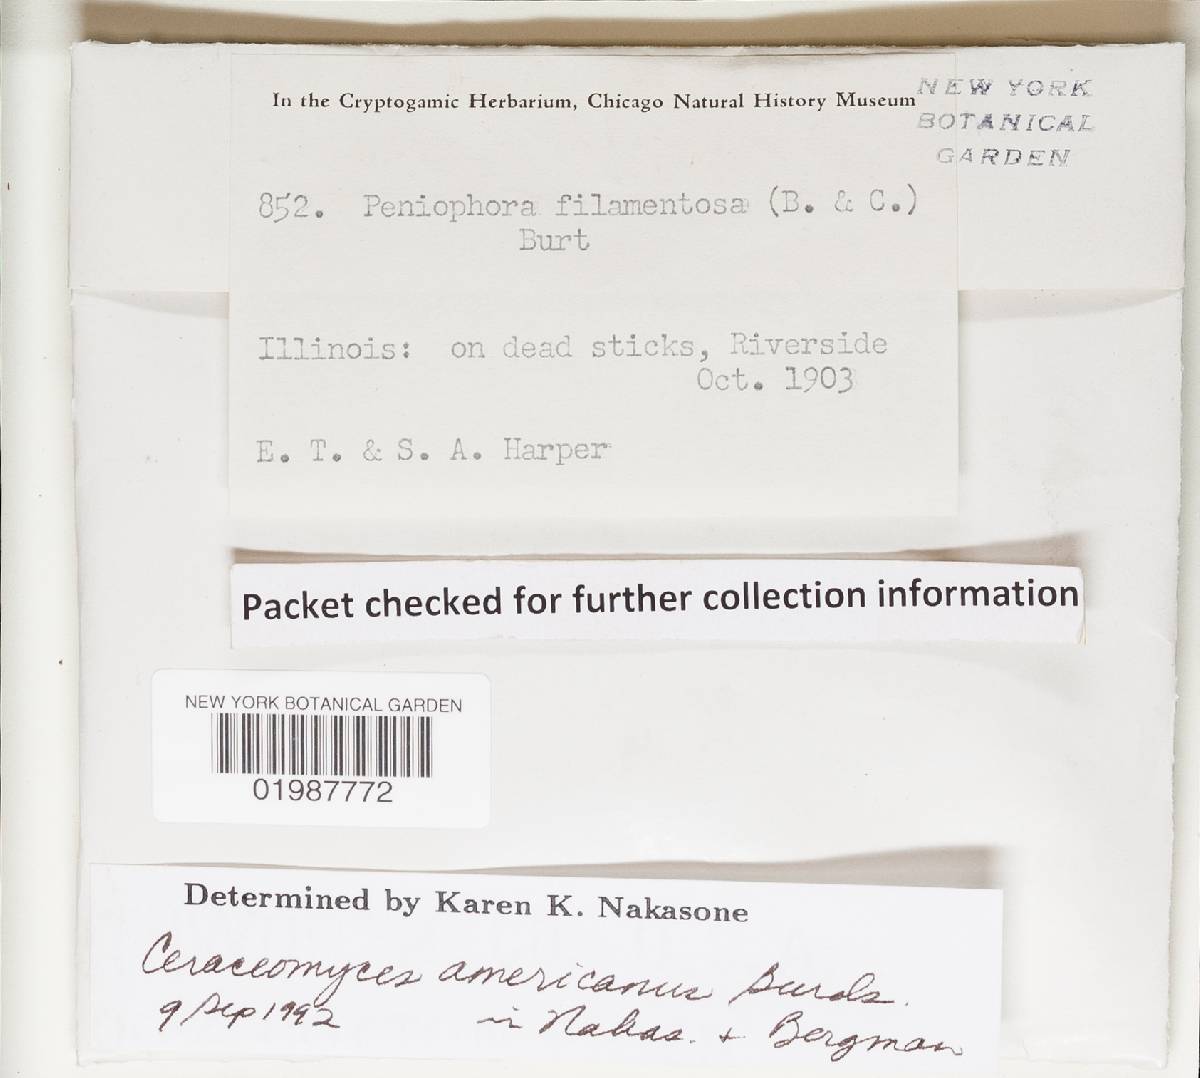 In the Cryptogamic Herbarium, Chicago Natural History Museum
NEW YORK
BOTANICAL
GARDEN
852. Peniophora filamentosa (B. & C.)
Burt
Illinois: on dead sticks, Riverside
Oct. 1903
E. T. & S. A. Harper
Packet checked for further collection information
NEW YORK BOTANICAL GARDEN
01987772
Determined by Karen K. Nakasone
Ceraceomyces americanus Burds.
9 Sep 1992 in Nakas. + Bergman